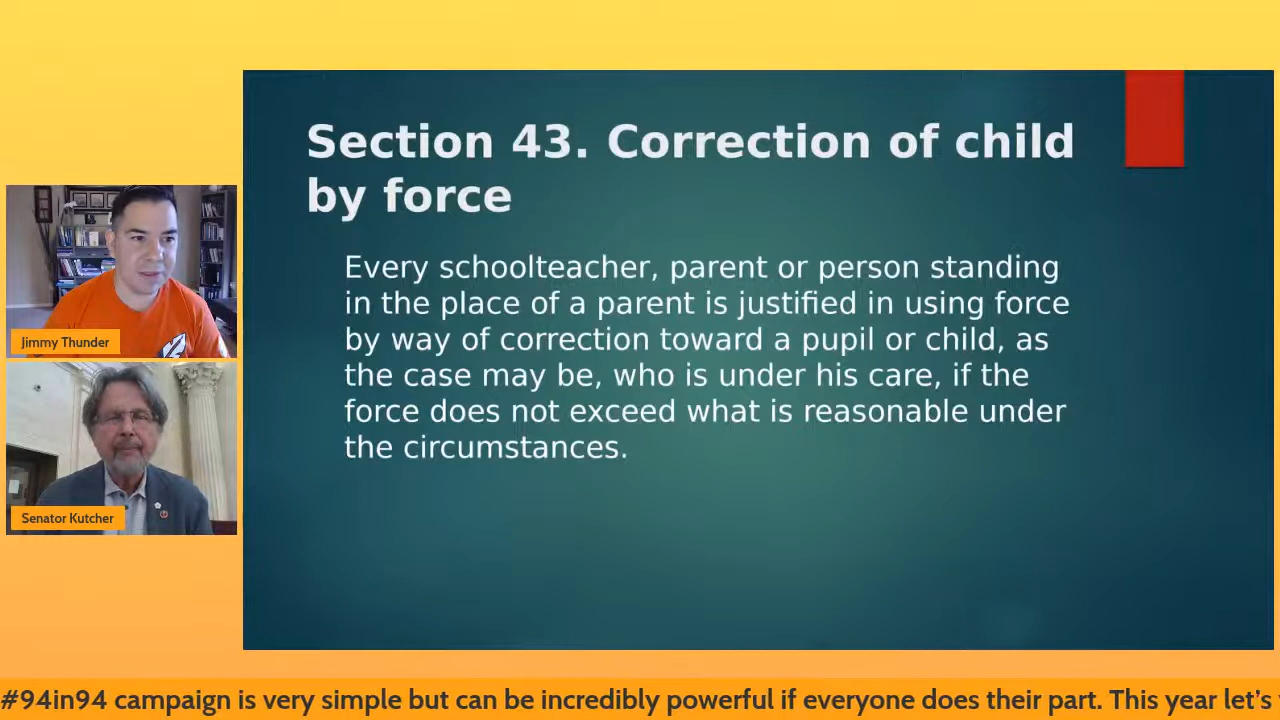 Section 43. Correction of child
by force
Every schoolteacher, parent or person standing
in the place of a parent is justified in using force
by way of correction toward a pupil or child, as
the case may be, who is under his care, if the
force does not exceed what is reasonable under
the circumstances.
Jimmy Thunder
Senator Kutcher
#94in94 campaign is very simple but can be incredibly powerful if everyone does their part. This year let's